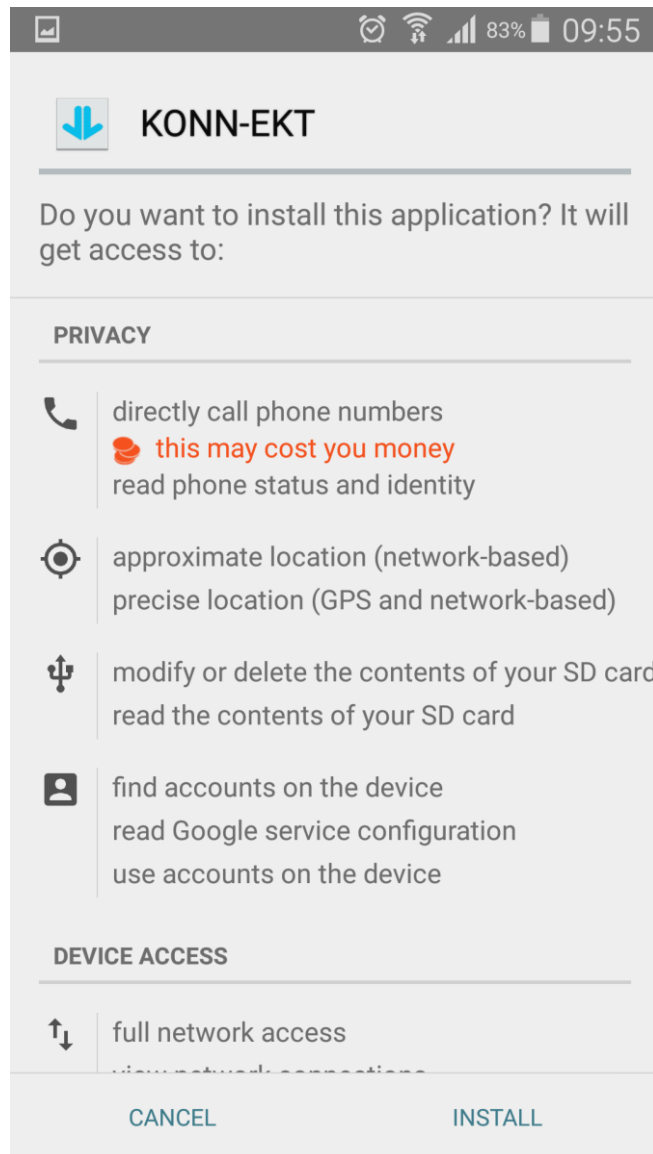 83% 09:55
KONN-EKT
Do you want to install this application? It will
get access to:
PRIVACY
directly call phone numbers
this may cost you money
read phone status and identity
approximate location (network-based)
precise location (GPS and network-based)
modify or delete the contents of your SD card
read the contents of your SD card
find accounts on the device
read Google service configuration
use accounts on the device
DEVICE ACCESS
full network access
view network connections
CANCEL INSTALL